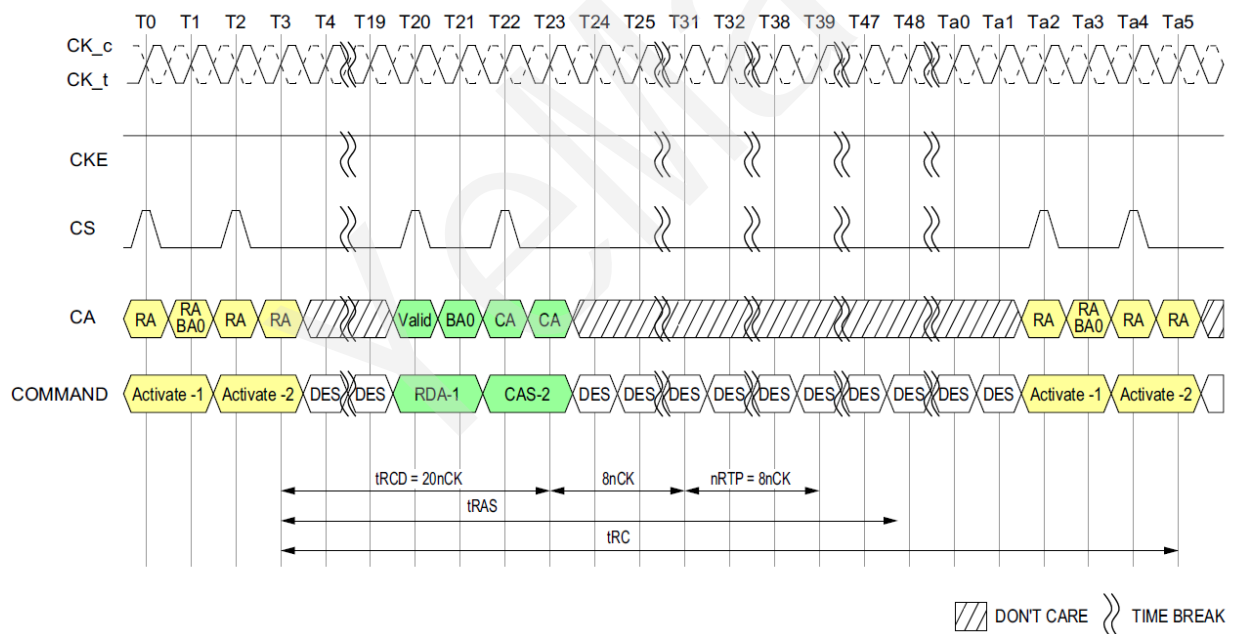 T0 T1 T2 T3 T4 T19 T20 T21 T22 T23 T24 T25 T31 T32 T38 T39 T47 T48 Ta0 Ta1 Ta2 Ta3 Ta4 Ta5
CK_c
CK_t
CKE
CS
CA RA RA BA0 RA RA Valid BA0 CA CA RA RA BA0 RA RA
COMMAND Activate -1 Activate -2 DES DES RDA-1 CAS-2 DES DES DES DES DES DES DES DES DES DES Activate -1 Activate -2
tRCD = 20nCK 8nCK nRTP = 8nCK
tRAS
tRC
DON'T CARE TIME BREAK